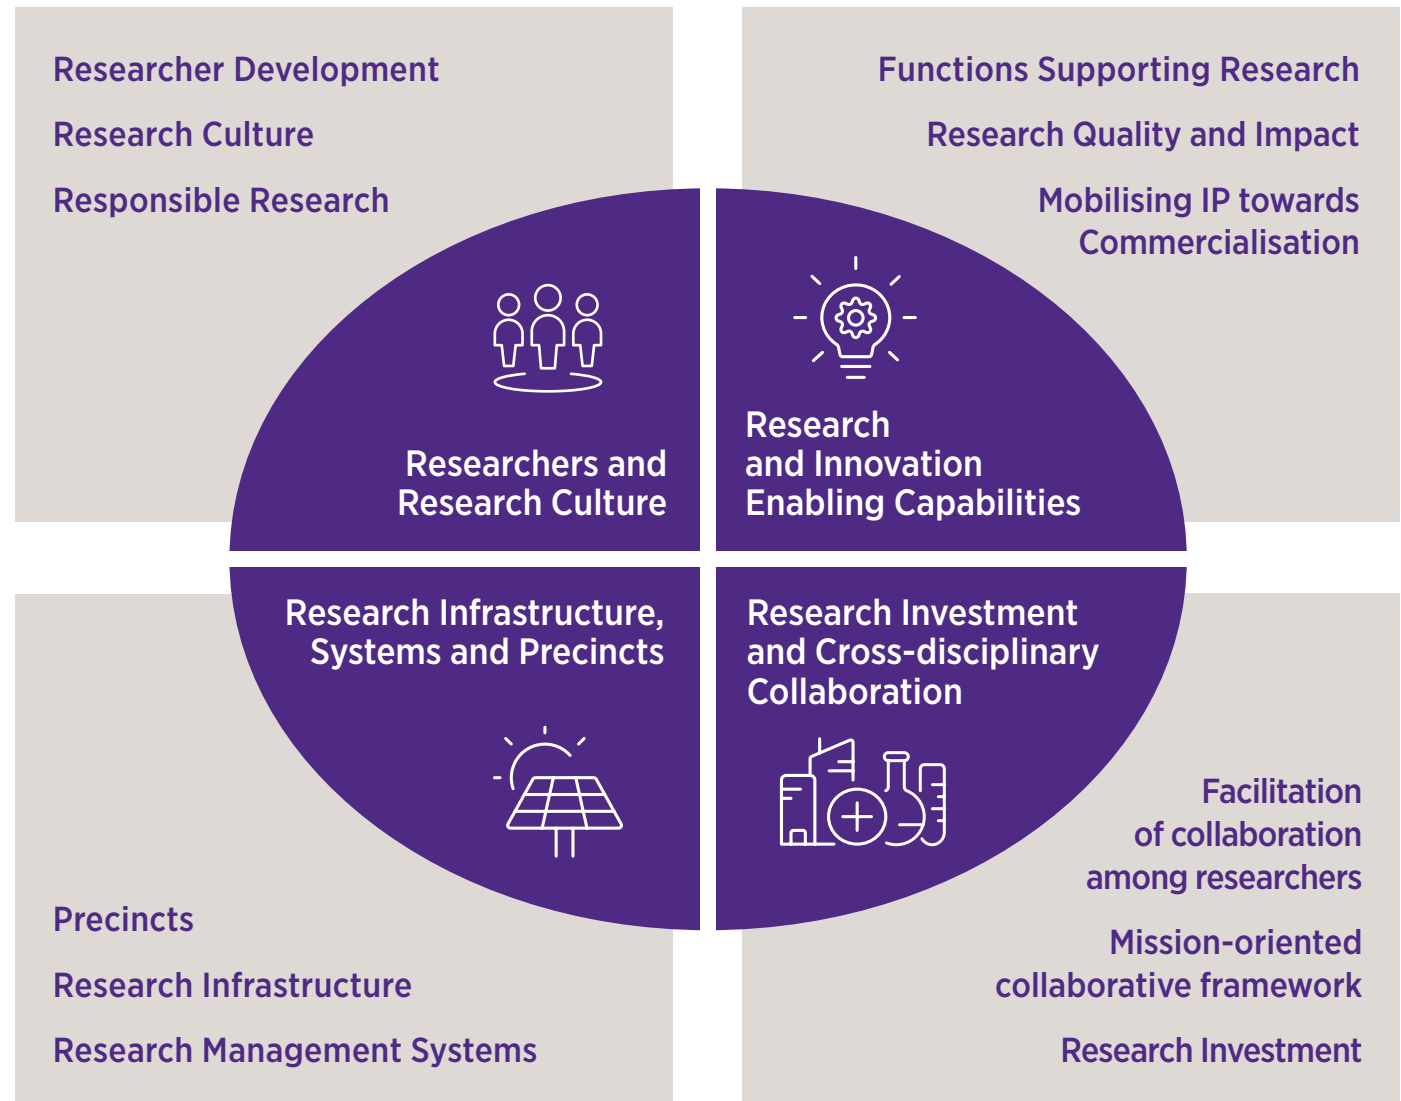 Researcher Development
Research Culture
Responsible Research
Functions Supporting Research
Research Quality and Impact
Mobilising IP towards
Commercialisation
Researchers and
Research Culture
Research
and Innovation
Enabling Capabilities
Research Infrastructure,
Systems and Precincts
Research Investment
and Cross-disciplinary
Collaboration
Precincts
Research Infrastructure
Research Management Systems
Facilitation
of collaboration
among researchers
Mission-oriented
collaborative framework
Research Investment